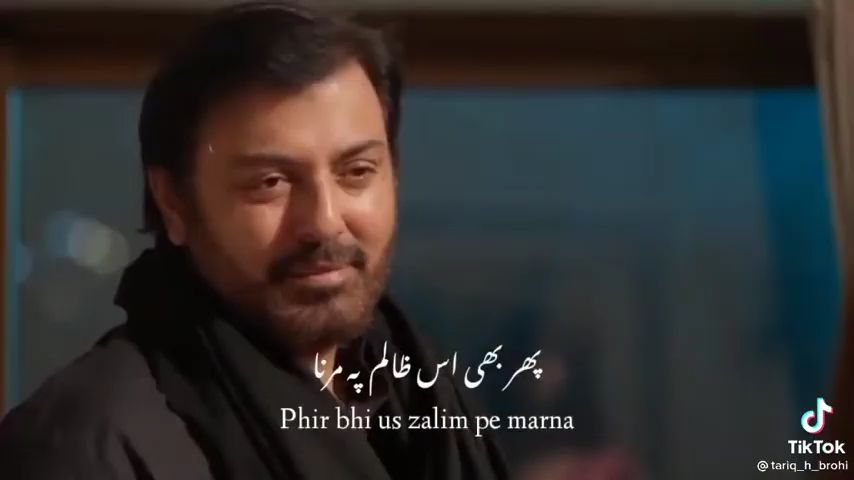 پھر بھی اس ظالم پہ مرنا
Phir bhi us zalim pe marna
TikTok
@tariq_h_brohi